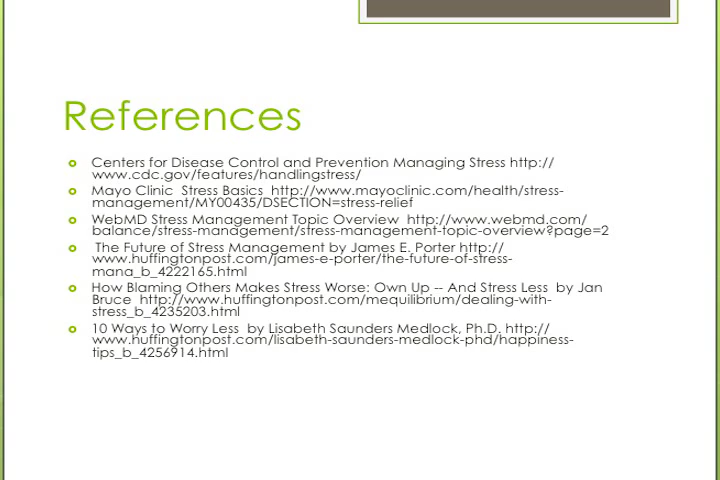 References
Centers for Disease Control and Prevention Managing Stress http://
www.cdc.gov/features/handlingstress/
Mayo Clinic  Stress Basics  http://www.mayoclinic.com/health/stress-
management/MY00435/DSECTION=stress-relief
WebMD Stress Management Topic Overview  http://www.webmd.com/
balance/stress-management/stress-management-topic-overview?page=2
The Future of Stress Management by James E. Porter http://
www.huffingtonpost.com/james-e-porter/the-future-of-stress-
mana_b_4222165.html
How Blaming Others Makes Stress Worse: Own Up -- And Stress Less  by Jan
Bruce  http://www.huffingtonpost.com/mequilibrium/dealing-with-
stress_b_4235203.html
10 Ways to Worry Less  by Lisabeth Saunders Medlock, Ph.D. http://
www.huffingtonpost.com/lisabeth-saunders-medlock-phd/happiness-
tips_b_4256914.html